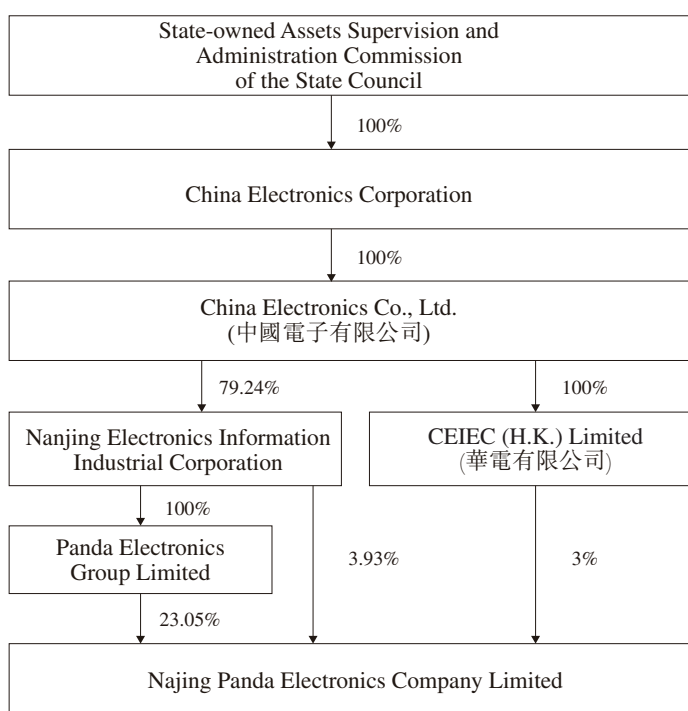 State-owned Assets Supervision and
Administration Commission
of the State Council
100%
China Electronics Corporation
100%
China Electronics Co., Ltd.
(中國電子有限公司)
79.24%
100%
Nanjing Electronics Information
Industrial Corporation
CEIEC (H.K.) Limited
(華電有限公司)
100%
Panda Electronics
Group Limited
3.93%
3%
23.05%
Najing Panda Electronics Company Limited